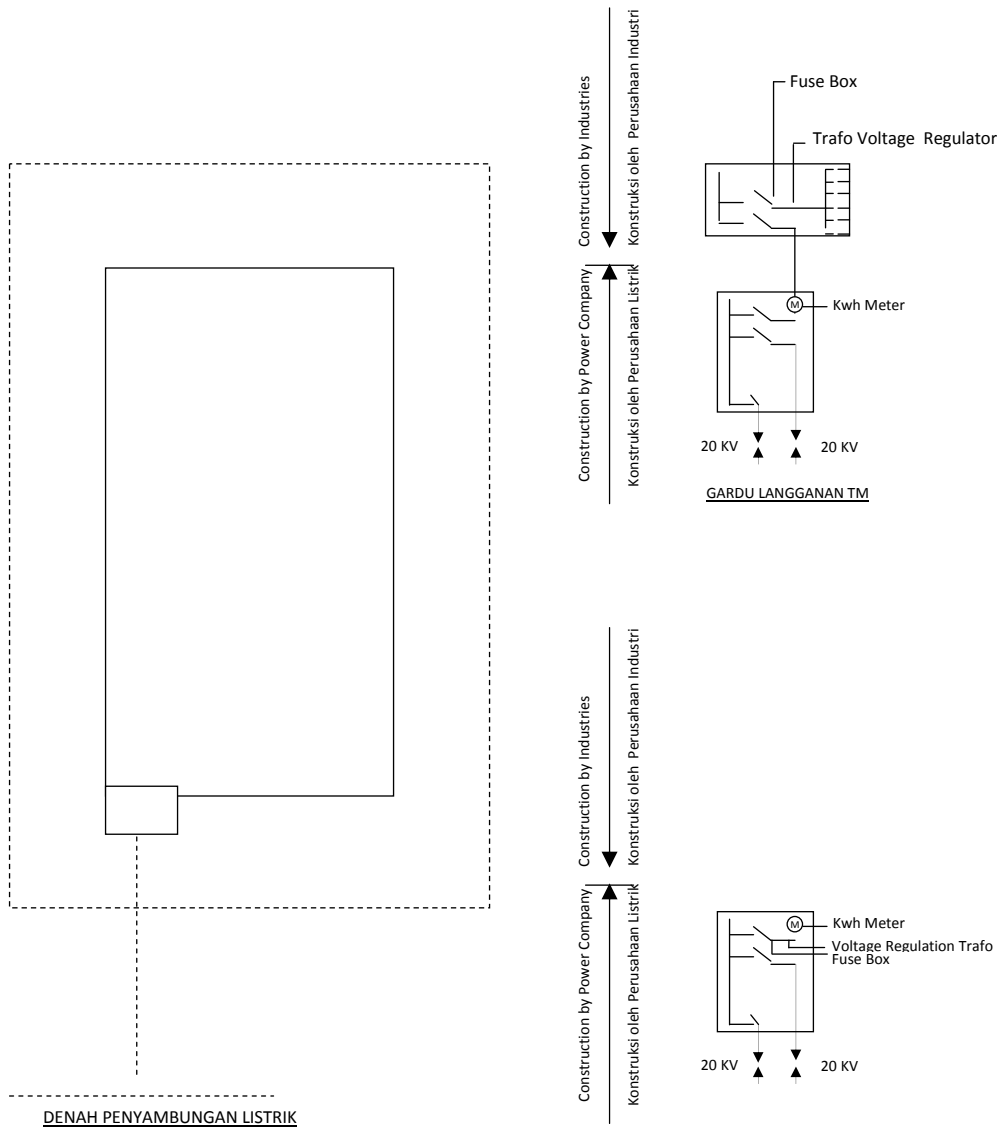 Construction by Industries
Konstruksi oleh Perusahaan Industri
Fuse Box
Trafo Voltage Regulator
Construction by Power Company
Konstruksi oleh Perusahaan Listrik
M
Kwh Meter
20 KV
20 KV
GARDU LANGGANAN TM
Construction by Industries
Konstruksi oleh Perusahaan Industri
Construction by Power Company
Konstruksi oleh Perusahaan Listrik
M
Kwh Meter
Voltage Regulation Trafo
Fuse Box
20 KV
20 KV
DENAH PENYAMBUNGAN LISTRIK